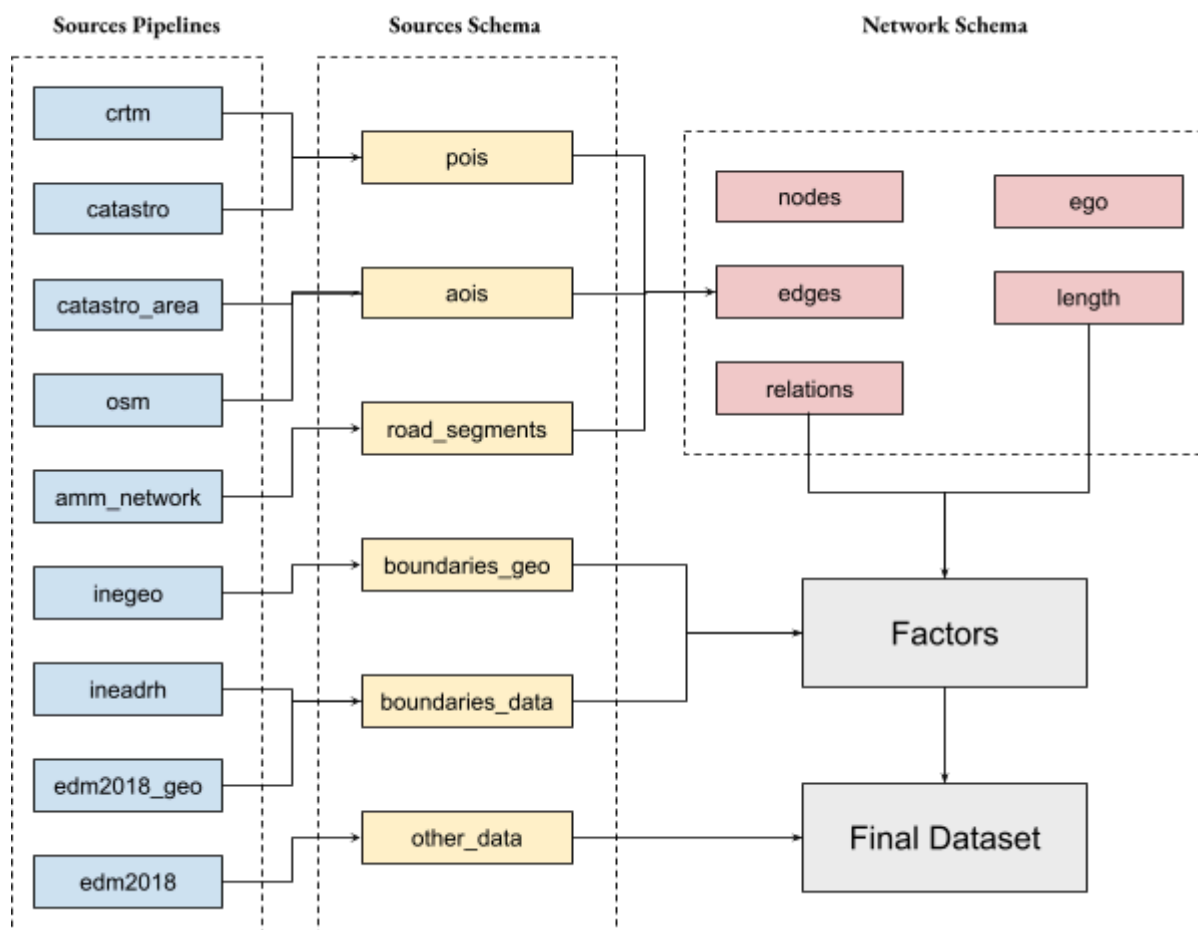 Sources Pipelines
Sources Schema
Network Schema
crtm
catastro
catastro_area
osm
amm_network
inegeo
ineadrh
edm2018_geo
edm2018
pois
aois
road_segments
boundaries_geo
boundaries_data
other_data
nodes
edges
relations
ego
length
Factors
Final Dataset